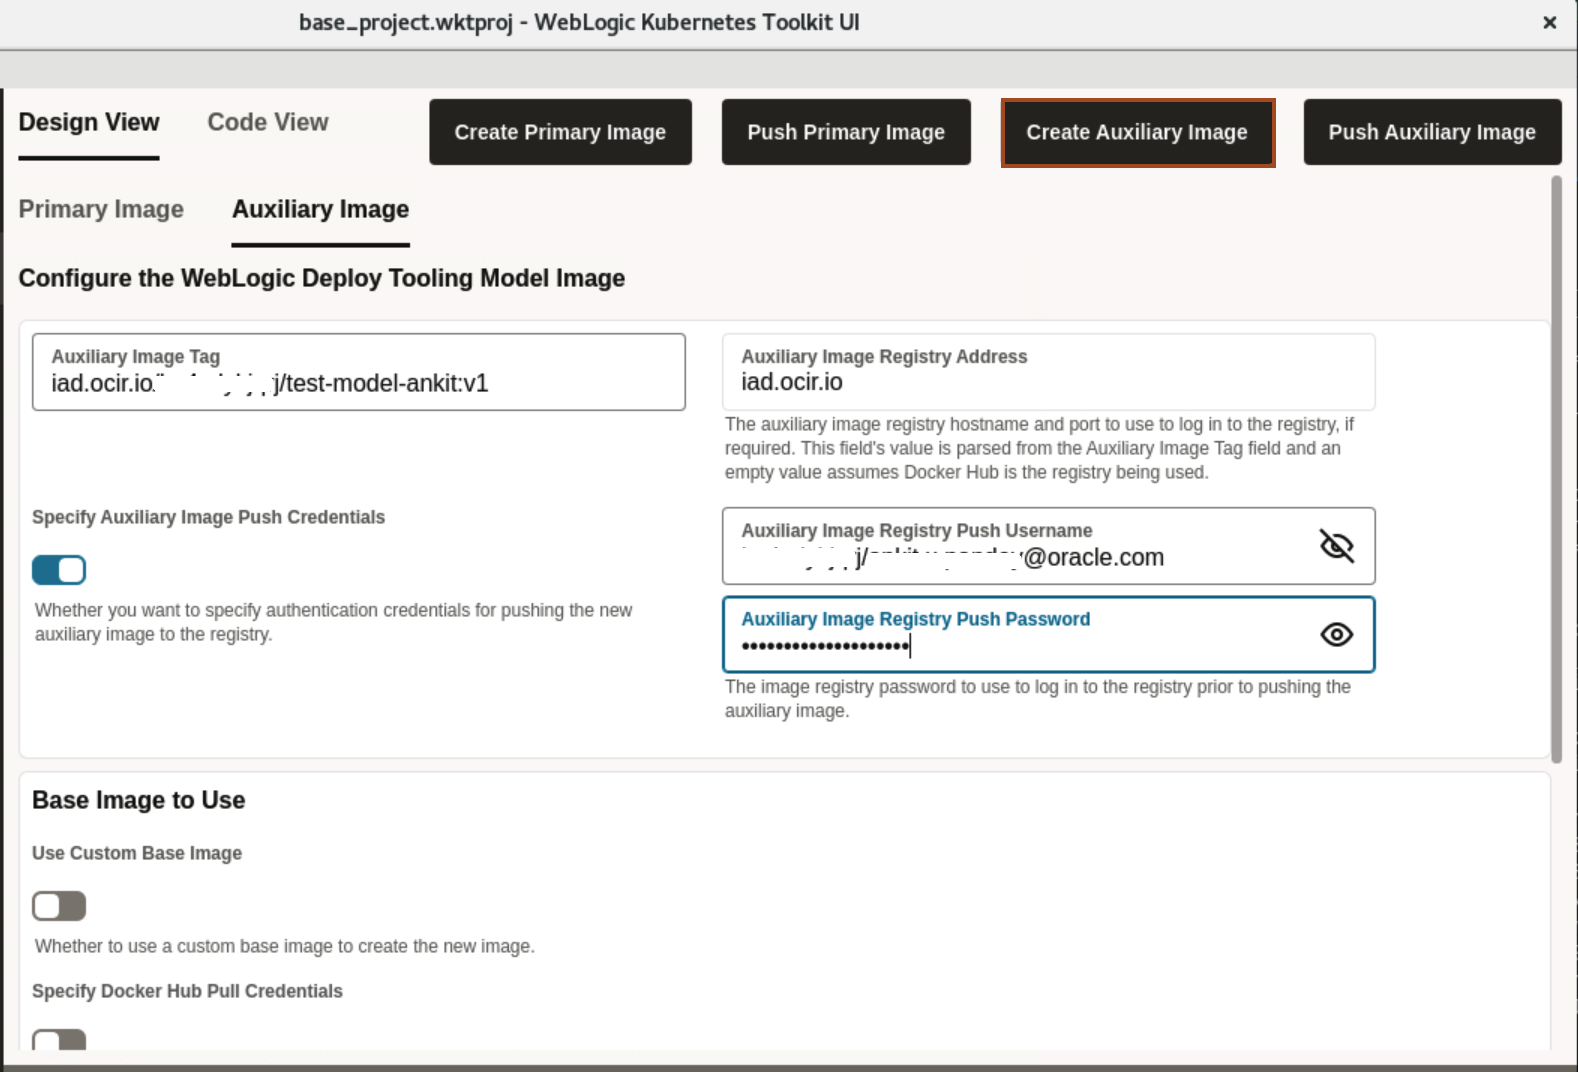 base_project.wktproj - WebLogic Kubernetes Toolkit UI
Design View Code View Create Primary Image Push Primary Image Create Auxiliary Image Push Auxiliary Image
Primary Image Auxiliary Image
Configure the WebLogic Deploy Tooling Model Image
Auxiliary Image Tag
iad.ocir.io /test-model-ankit:v1
Auxiliary Image Registry Address
iad.ocir.io
The auxiliary image registry hostname and port to use to log in to the registry, if
required. This field's value is parsed from the Auxiliary Image Tag field and an
empty value assumes Docker Hub is the registry being used.
Specify Auxiliary Image Push Credentials
Whether you want to specify authentication credentials for pushing the new
auxiliary image to the registry.
Auxiliary Image Registry Push Username
@oracle.com
Auxiliary Image Registry Push Password
••••••••••••••••••••
The image registry password to use to log in to the registry prior to pushing the
auxiliary image.
Base Image to Use
Use Custom Base Image
Whether to use a custom base image to create the new image.
Specify Docker Hub Pull Credentials